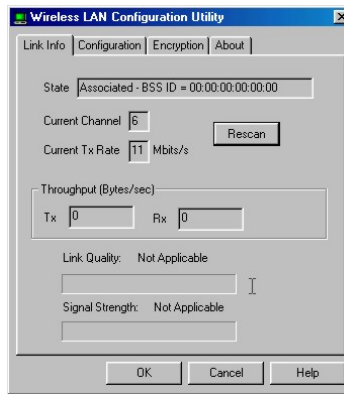 Wireless LAN Configuration Utility
Link Info Configuration Encryption About
State Associated - BSS ID = 00:00:00:00:00:00
Current Channel 6
Rescan
Current Tx Rate 11 Mbits/s
Throughput (Bytes/sec)
Tx 0 Rx 0
Link Quality: Not Applicable
Signal Strength: Not Applicable
OK Cancel Help